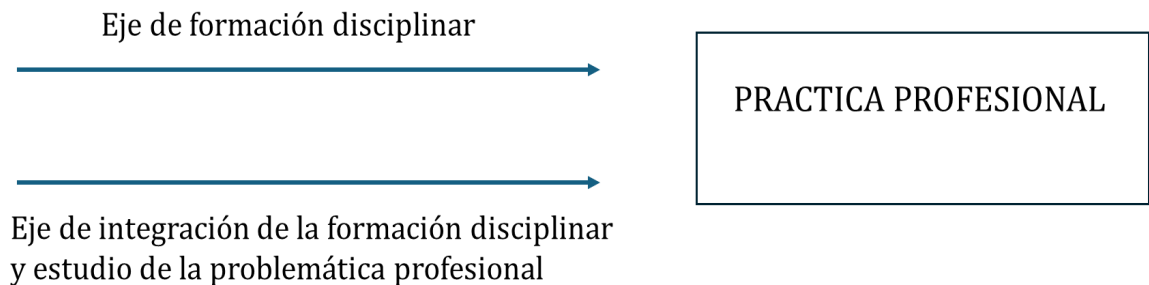 Eje de formación disciplinar
PRACTICA PROFESIONAL
Eje de integración de la formación disciplinar
y estudio de la problemática profesional